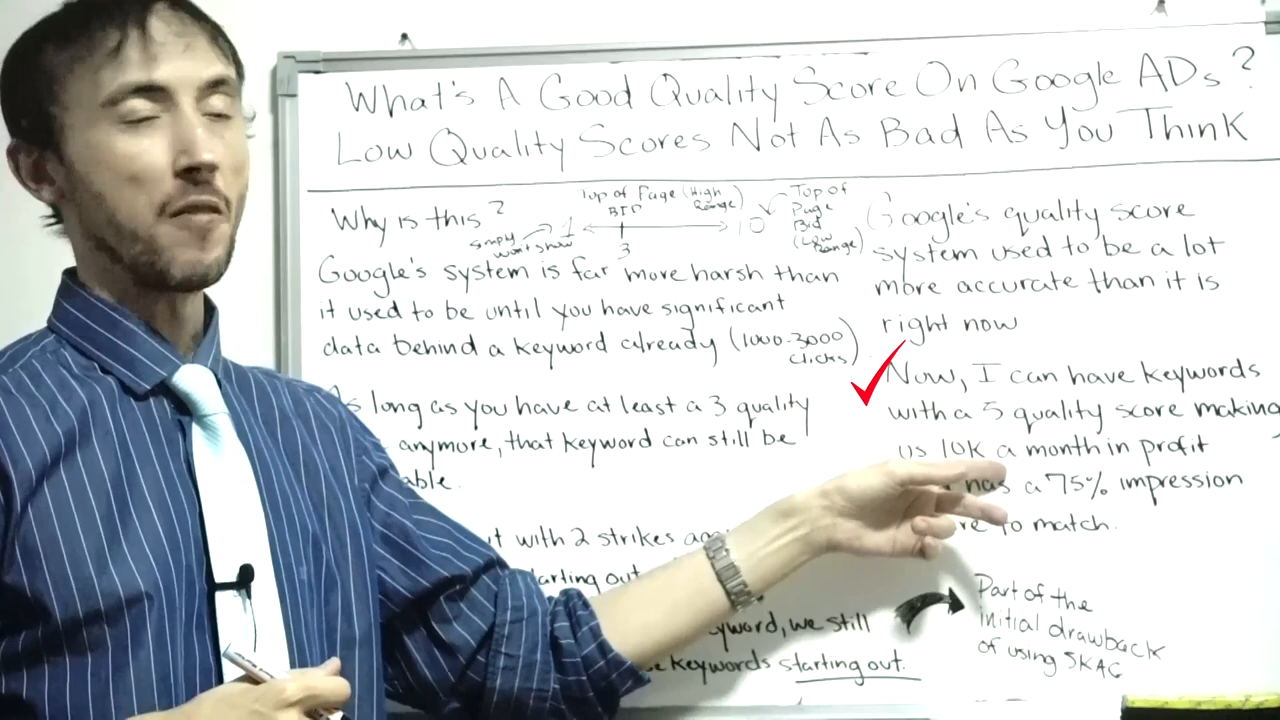 What's A Good Quality Score On Google ADs?
Low Quality Scores Not As Bad As You Think
Why is this?
Empty won't show
1
Top of Page (High Range)
BID
3
10
Top of
Page
Bid
(Low Range)
Google's system is far more harsh than
it used to be until you have significant
data behind a keyword already (1000-3000
clicks)
long as you have at least a 3 quality
anymore, that keyword can still be
with 2 strikes
starting out
we still
keywords starting out.
Google's quality score
system used to be a lot
more accurate than it is
right now
Now, I can have keywords
with a 5 quality score making
us 10K a month in profit
has a 75% impression
to match.
Part of the
initial drawback
of using SKAG